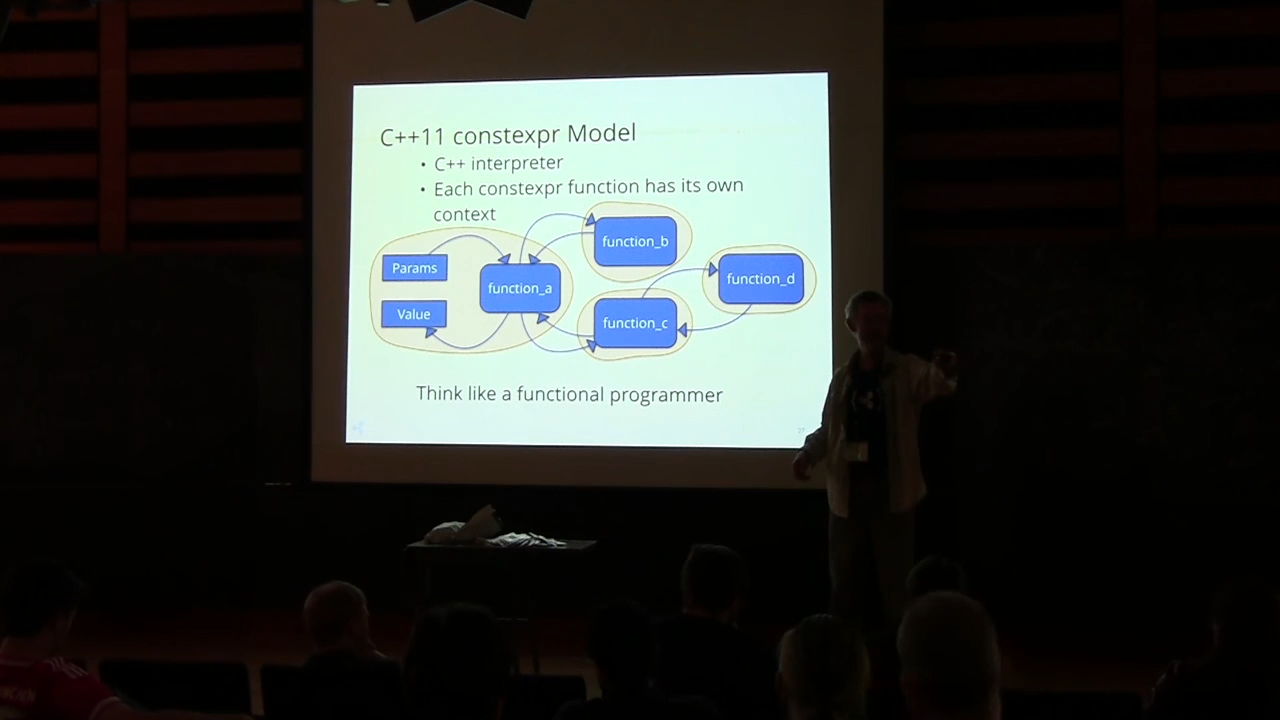 C++11 constexpr Model
• C++ interpreter
• Each constexpr function has its own
context
Params
Value
function_a
function_b
function_c
function_d
Think like a functional programmer